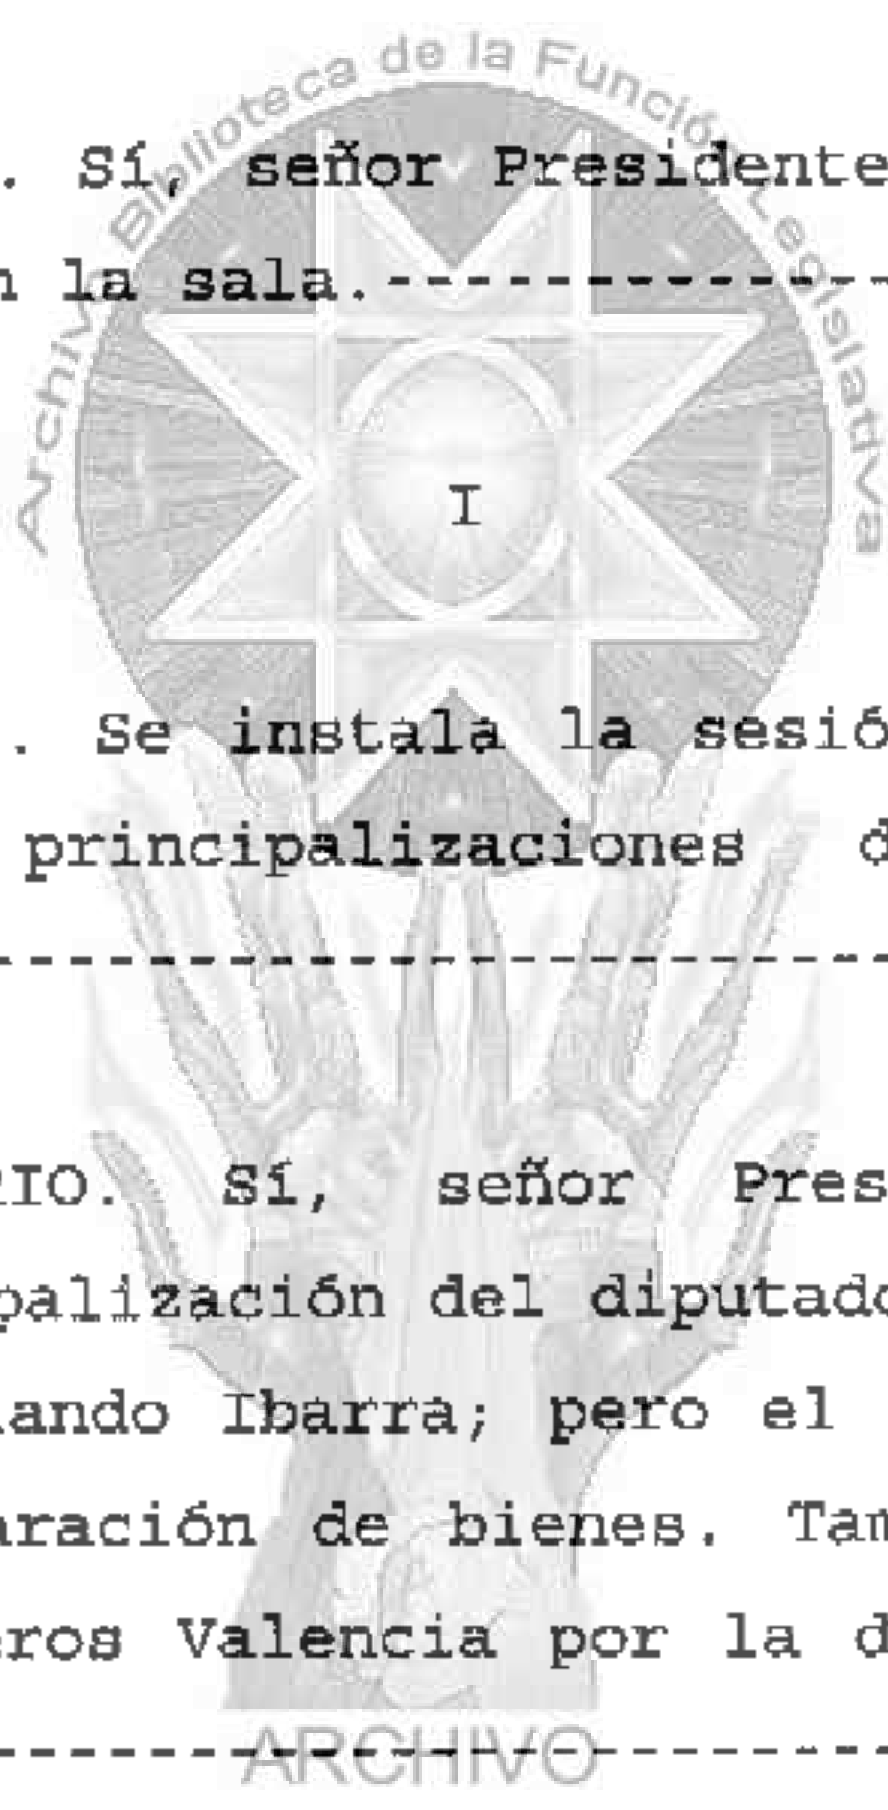 Archivo Biblioteca de la Función Legislativa
. Sí, señor Presidente
n la sala.--------------
I
. Se instala la sesió
principalizaciones d
------------------------
RIO. Sí, señor Pres
palización del diputado
ando Ibarra; pero el
aración de bienes. Tam
eros Valencia por la d
------------------------
ARCHIVO